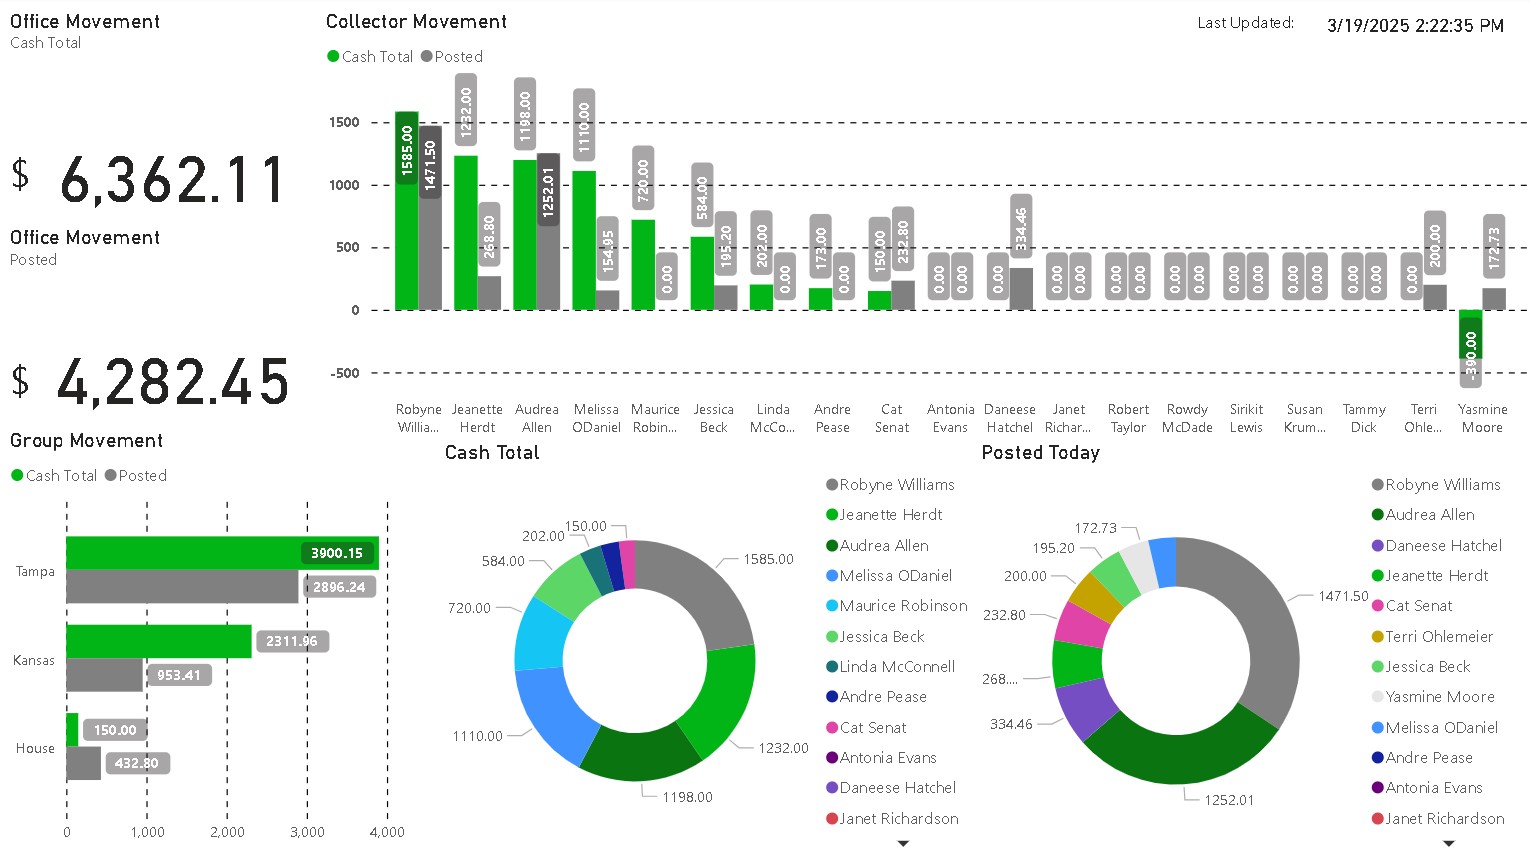 Office Movement
Cash Total
$ 6,362.11
Office Movement
Posted
$ 4,282.45
Collector Movement
Cash Total Posted
Last Updated: 3/19/2025 2:22:35 PM
1500
1000
500
0
-500
1585.00
1471.50
1232.00
268.80
1198.00
1252.01
1110.00
154.95
720.00
0.00
584.00
195.20
202.00
0.00
173.00
0.00
150.00
232.80
0.00
0.00
0.00
334.46
0.00
0.00
0.00
0.00
0.00
0.00
0.00
0.00
0.00
0.00
0.00
200.00
-390.00
172.73
Robyne
Willia...
Jeanette
Herdt
Audrea
Allen
Melissa
ODaniel
Maurice
Robin...
Jessica
Beck
Linda
McCo...
Andre
Pease
Cat
Senat
Antonia
Evans
Daneese
Hatchel
Janet
Richar...
Robert
Taylor
Rowdy
McDade
Sirikit
Lewis
Susan
Krum...
Tammy
Dick
Terri
Ohle...
Yasmine
Moore
Group Movement
Cash Total Posted
Tampa
3900.15
2896.24
Kansas
2311.96
953.41
House
150.00
432.80
0 1,000 2,000 3,000 4,000
Cash Total
150.00
202.00
584.00
720.00
1110.00
1198.00
1232.00
1585.00
Robyne Williams
Jeanette Herdt
Audrea Allen
Melissa ODaniel
Maurice Robinson
Jessica Beck
Linda McConnell
Andre Pease
Cat Senat
Antonia Evans
Daneese Hatchel
Janet Richardson
Posted Today
172.73
195.20
200.00
232.80
268....
334.46
1252.01
1471.50
Robyne Williams
Audrea Allen
Daneese Hatchel
Jeanette Herdt
Cat Senat
Terri Ohlemeier
Jessica Beck
Yasmine Moore
Melissa ODaniel
Andre Pease
Antonia Evans
Janet Richardson